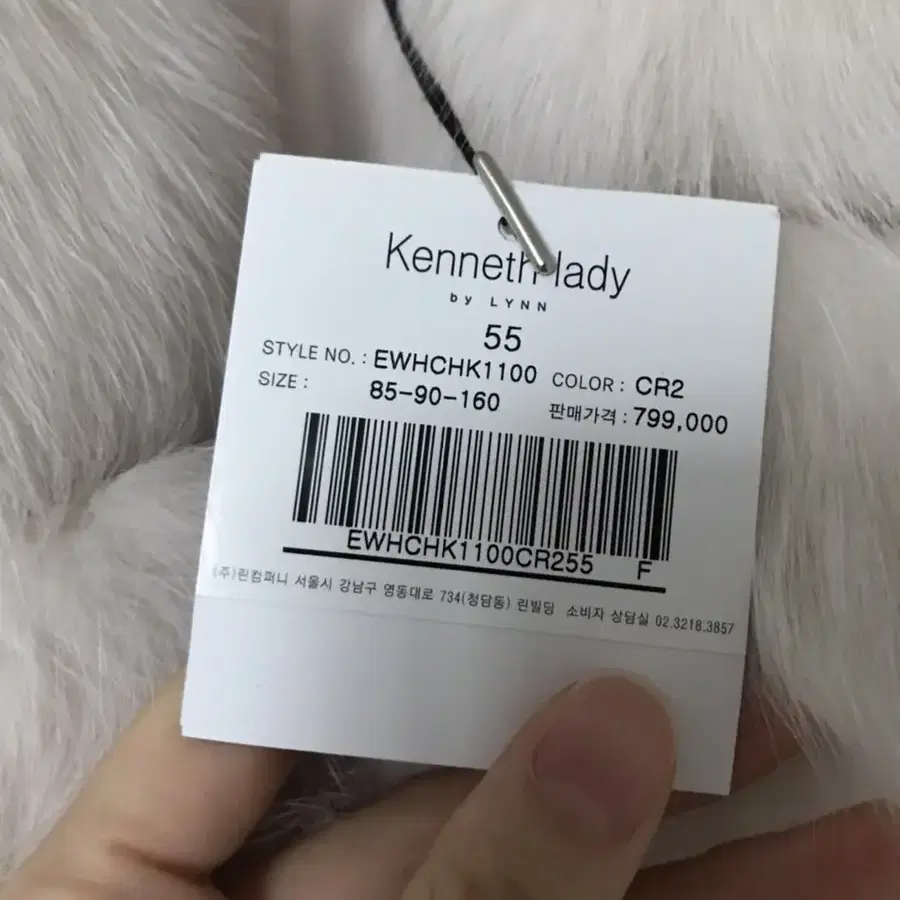 Kenneth lady
by LYNN
55
STYLE NO. : EWHCHK1100 COLOR : CR2
SIZE : 85-90-160 판매가격 : 799,000
EWHCHK1100CR255 F
(주)린컴퍼니 서울시 강남구 영동대로 734(청담동) 린빌딩 소비자 상담실 02.3218.3857